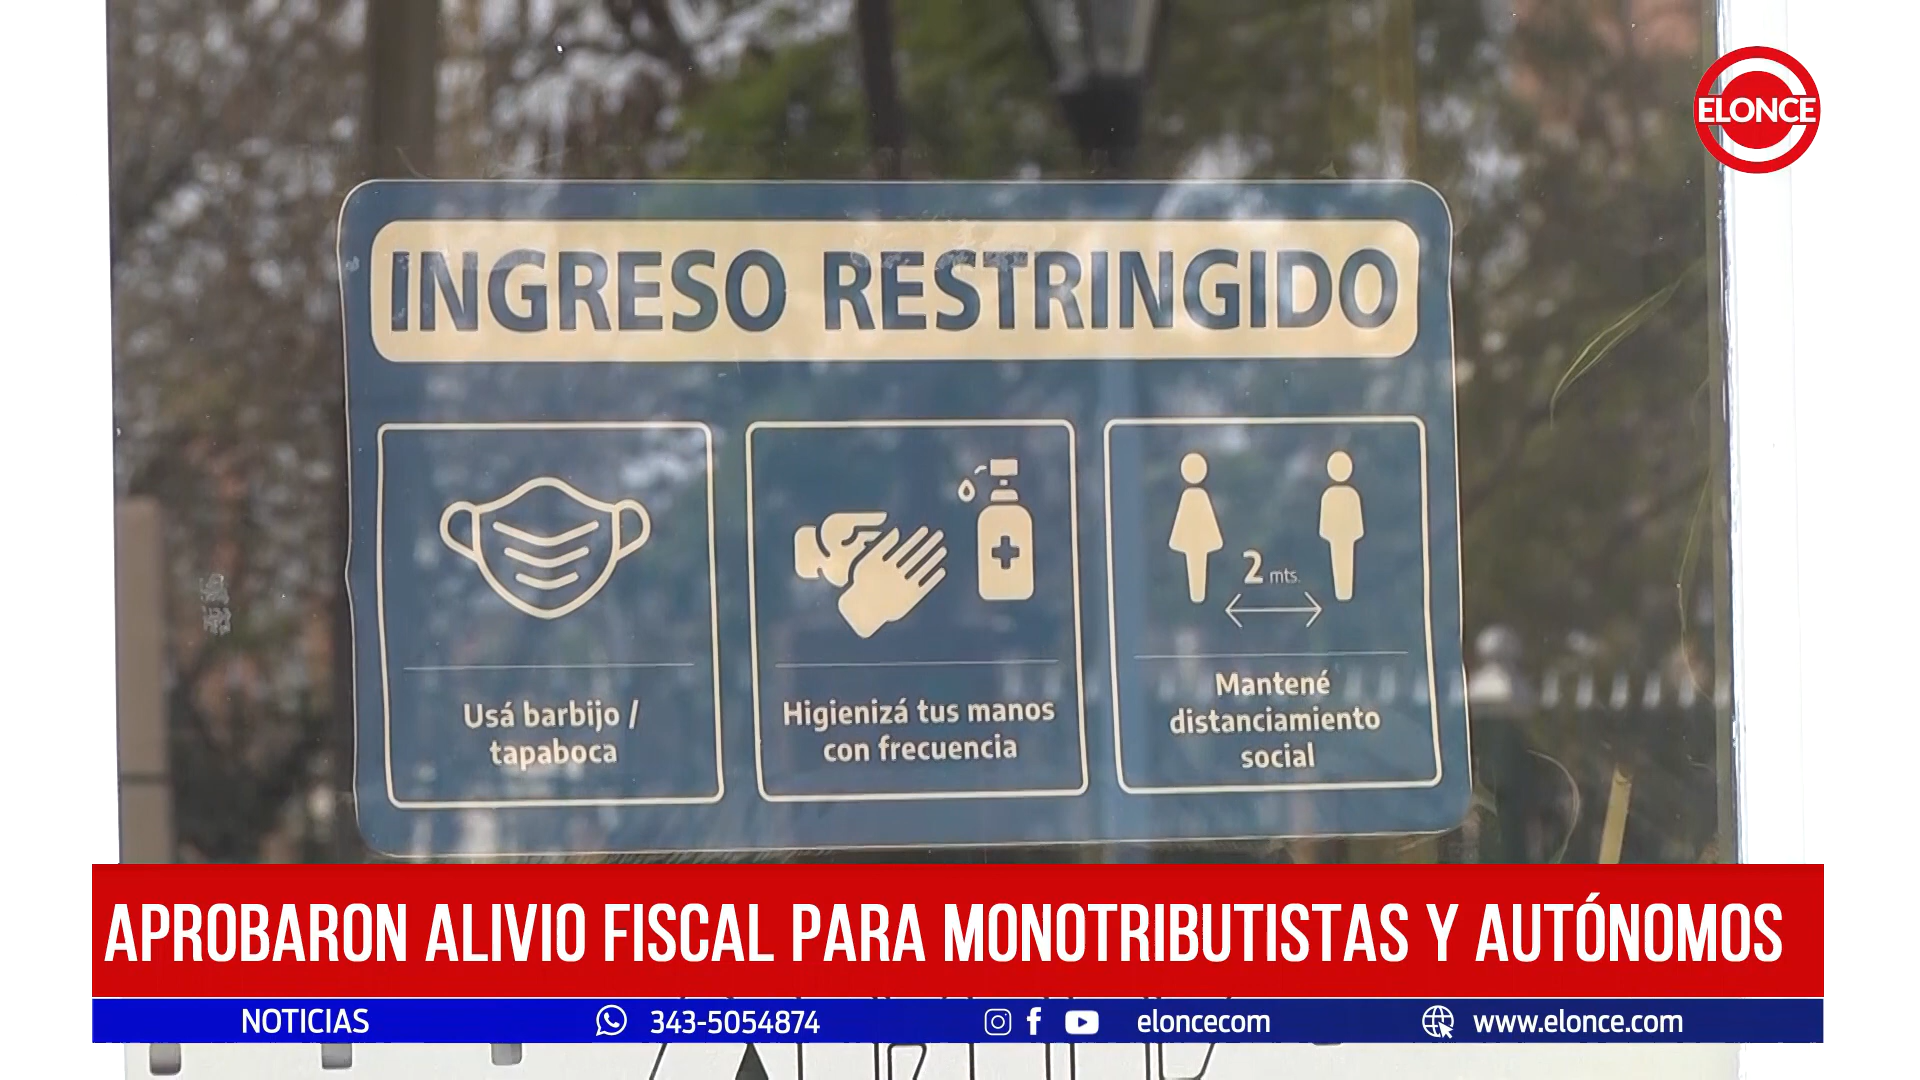 ELONCE
INGRESO RESTRINGIDO
2 mts.
Usá barbijo /
tapaboca
Higienizá tus manos
con frecuencia
Mantené
distanciamiento
social
APROBARON ALIVIO FISCAL PARA MONOTRIBUTISTAS Y AUTÓNOMOS
NOTICIAS 343-5054874 eloncecom www.elonce.com